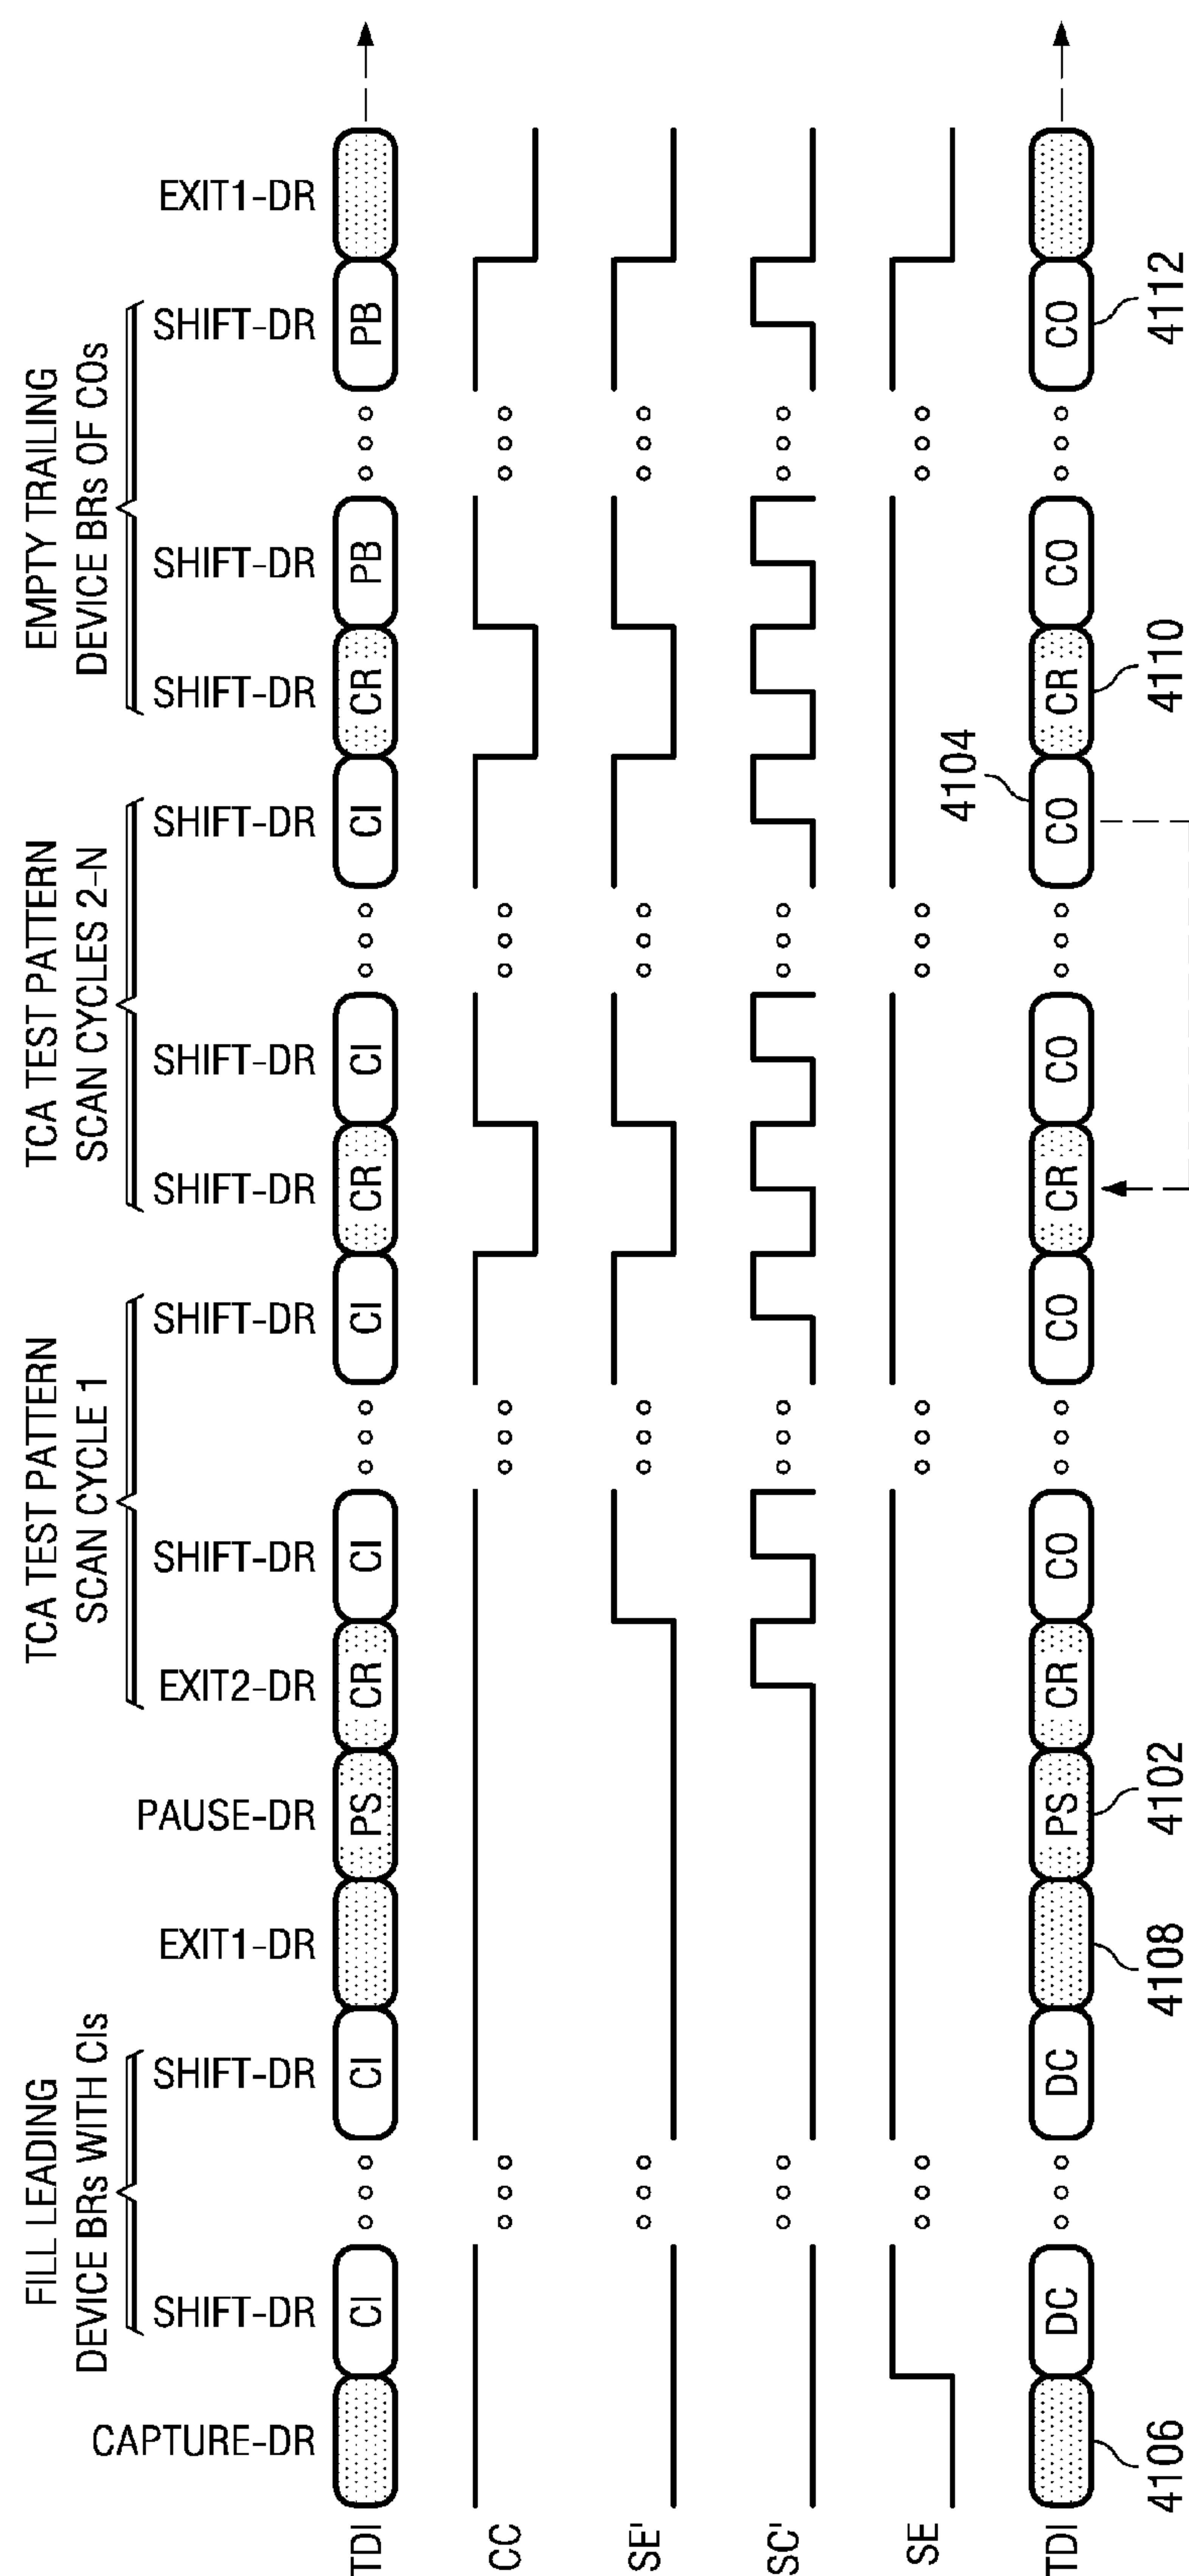 FILL LEADING
DEVICE BRs WITH CIs
TCA TEST PATTERN
SCAN CYCLE 1
TCA TEST PATTERN
SCAN CYCLES 2-N
EMPTY TRAILING
DEVICE BRs OF COs
CAPTURE-DR
SHIFT-DR
SHIFT-DR
EXIT1-DR
PAUSE-DR
EXIT2-DR
SHIFT-DR
SHIFT-DR
SHIFT-DR
SHIFT-DR
SHIFT-DR
SHIFT-DR
SHIFT-DR
SHIFT-DR
EXIT1-DR
TDI CI CI PS CR CI CI CR CI CI CR PB PB
CC
SE'
SC'
SE
4104
TDI DC DC PS CR CO CO CR CO CO CR CO CO
4106 4108 4102 4110 4112